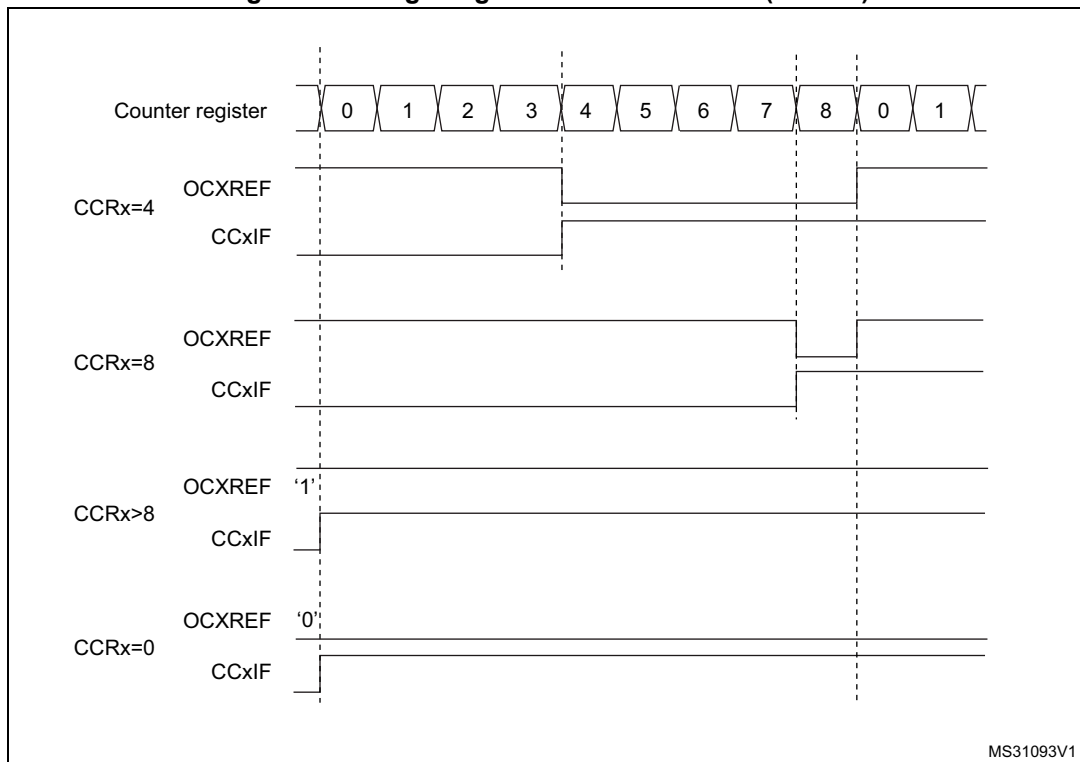 Counter register 0 1 2 3 4 5 6 7 8 0 1
OCXREF
CCRx=4
CCxIF
OCXREF
CCRx=8
CCxIF
OCXREF ‘1’
CCRx>8
CCxIF
OCXREF ‘0’
CCRx=0
CCxIF
MS31093V1